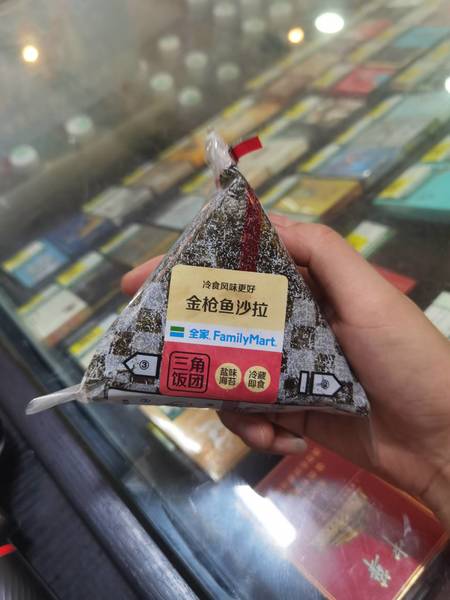 冷食风味更好
金枪鱼沙拉
全家 FamilyMart
三角
饭团
盐味
海苔
冷藏
即食
③
②